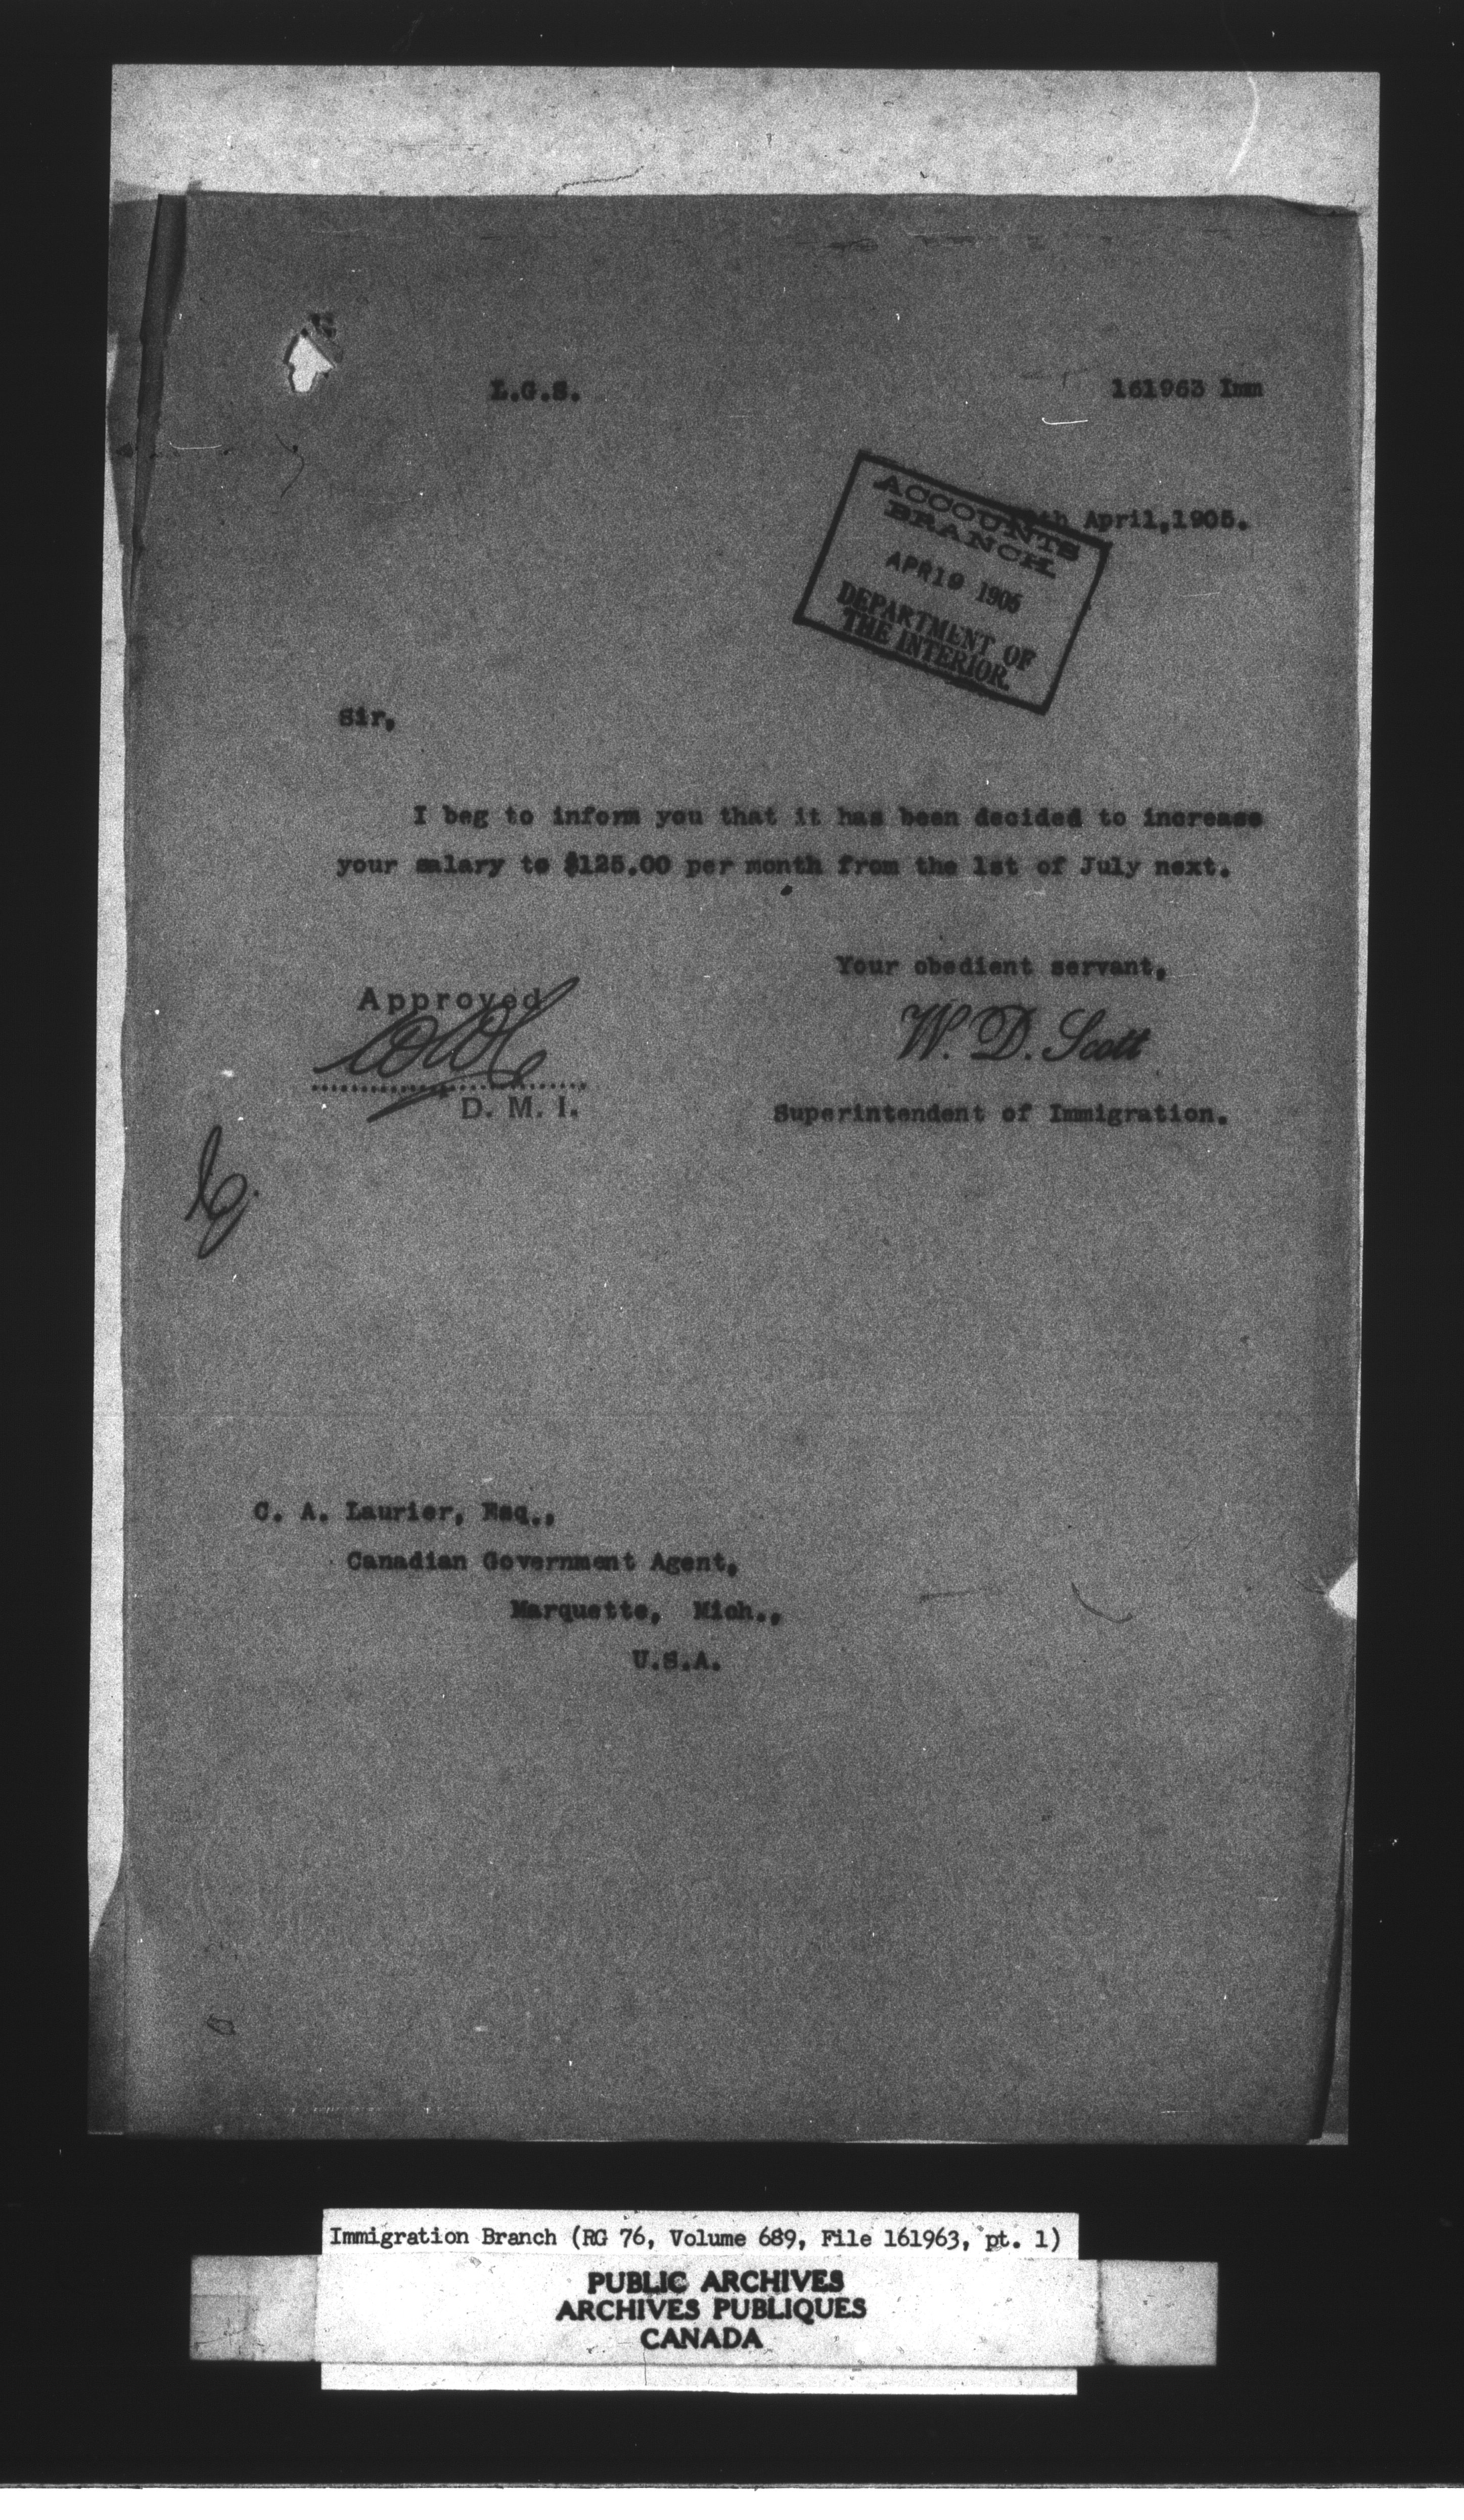 L.G.S. 161963 Imm
April, 1905.
ACCOUNTS
BRANCH.
APR 19 1905
DEPARTMENT OF
THE INTERIOR.
Sir,
I beg to inform you that it has been decided to increase
your salary to $125.00 per month from the 1st of July next.
Your obedient servant,
Approved
W. D. Scott
D. M. I.
Superintendent of Immigration.
C. A. Laurier, Esq.,
Canadian Government Agent,
Marquette, Mich.,
U.S.A.
Immigration Branch (RG 76, Volume 689, File 161963, pt. 1)
PUBLIC ARCHIVES
ARCHIVES PUBLIQUES
CANADA